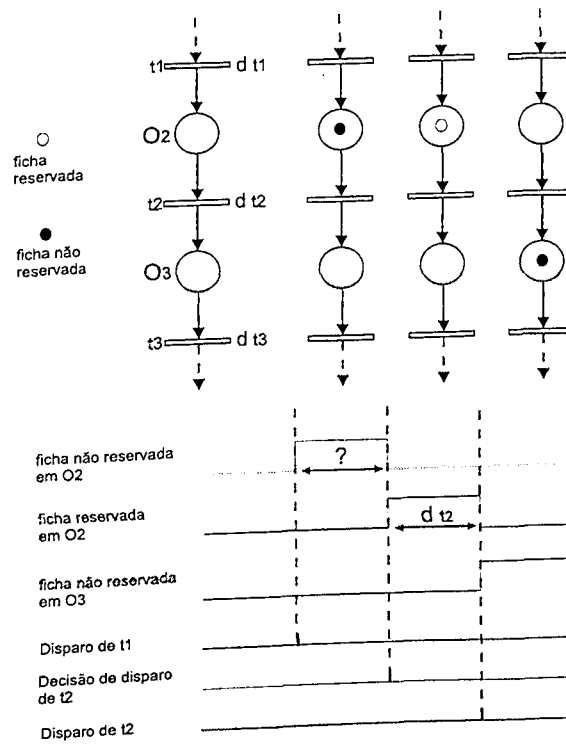 t1 d t1
O2
ficha
reservada
t2 d t2
ficha não
reservada
O3
t3 d t3
ficha não reservada
em O2
?
ficha reservada
em O2
d t2
ficha não reservada
em O3
Disparo de t1
Decisão de disparo
de t2
Disparo de t2